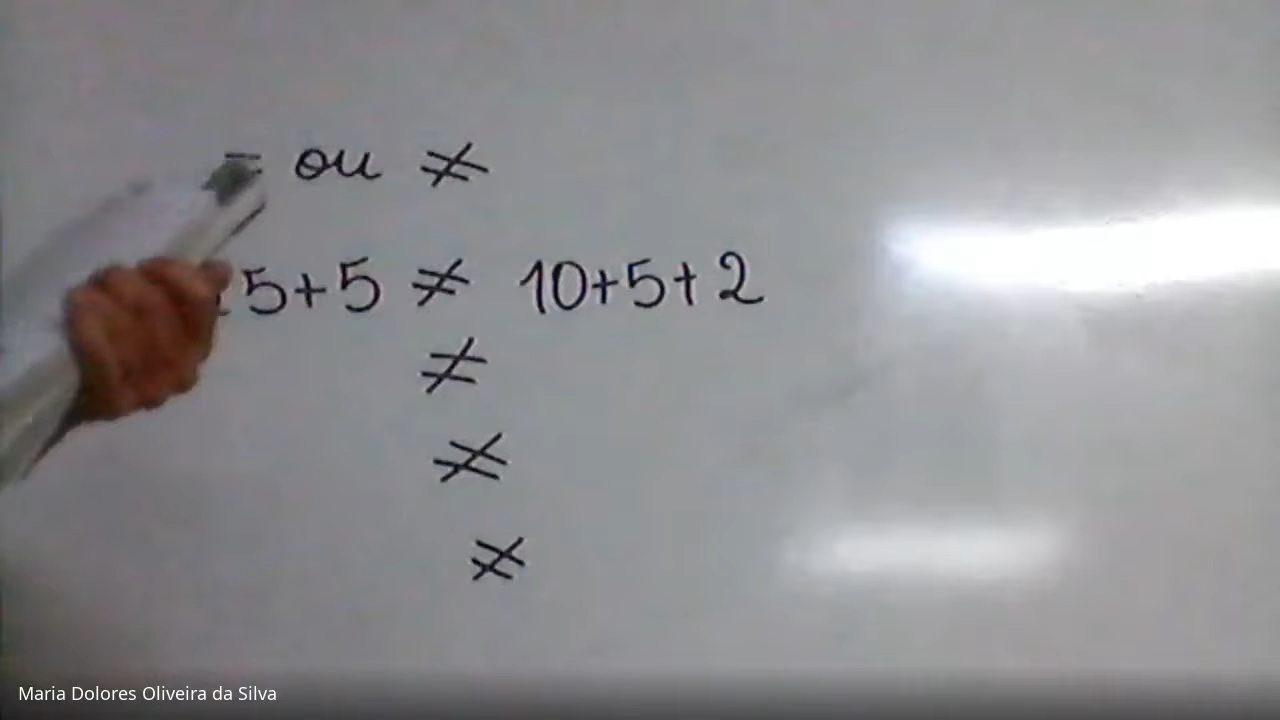 = ou ≠
5+5 ≠ 10+5+2
≠
≠
≠
Maria Dolores Oliveira da Silva